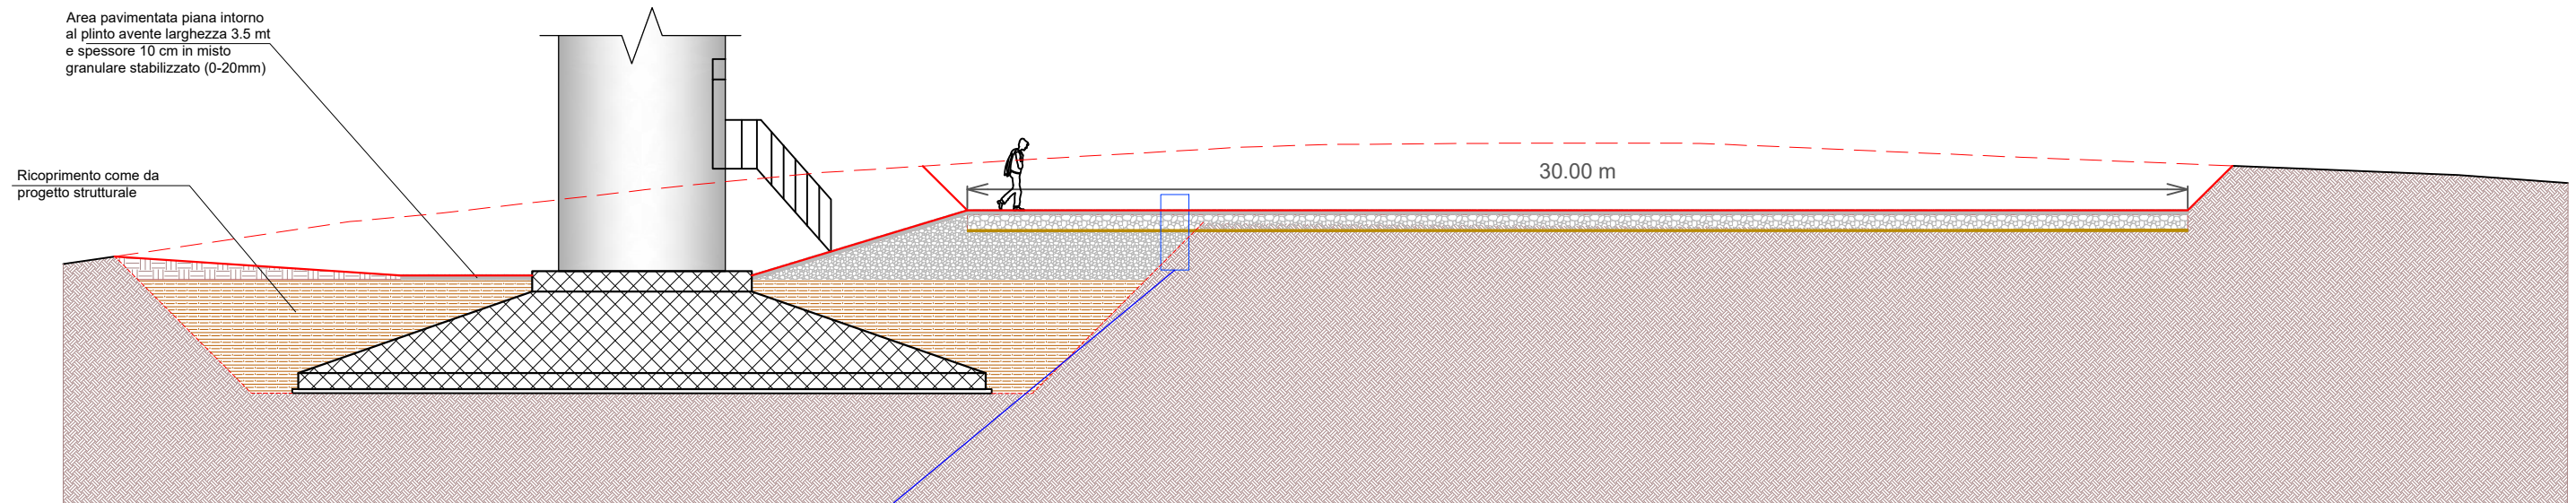 Area pavimentata piana intorno
al plinto avente larghezza 3.5 mt
e spessore 10 cm in misto
granulare stabilizzato (0-20mm)
Ricoprimento come da
progetto strutturale
30.00 m